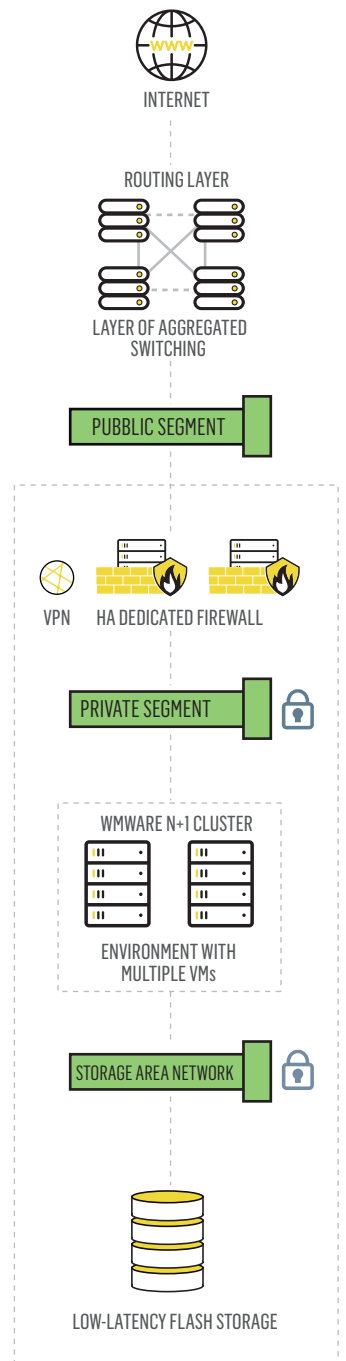 WWW
INTERNET
ROUTING LAYER
LAYER OF AGGREGATED
SWITCHING
PUBBLIC SEGMENT
VPN
HA DEDICATED FIREWALL
PRIVATE SEGMENT
WMWARE N+1 CLUSTER
ENVIRONMENT WITH
MULTIPLE VMs
STORAGE AREA NETWORK
LOW-LATENCY FLASH STORAGE